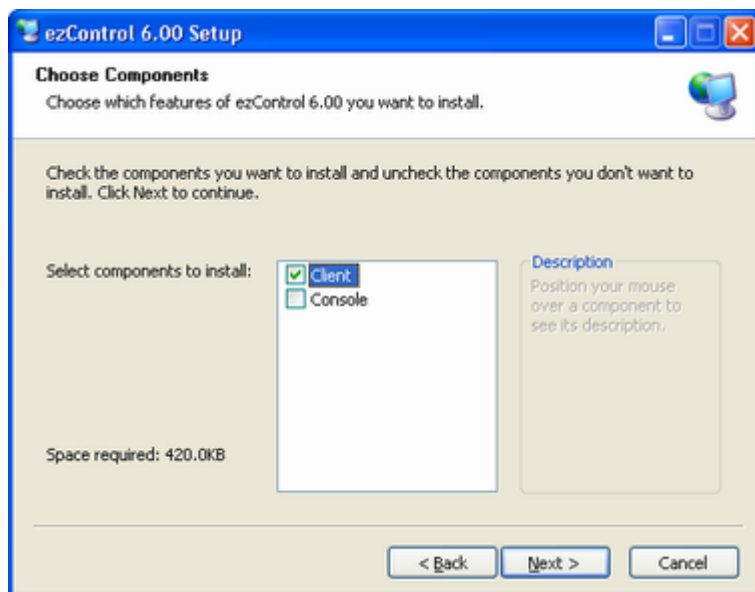 ezControl 6.00 Setup
Choose Components
Choose which features of ezControl 6.00 you want to install.
Check the components you want to install and uncheck the components you don't want to
install. Click Next to continue.
Select components to install:
Client
Console
Description
Position your mouse
over a component to
see its description.
Space required: 420.0KB
< Back
Next >
Cancel